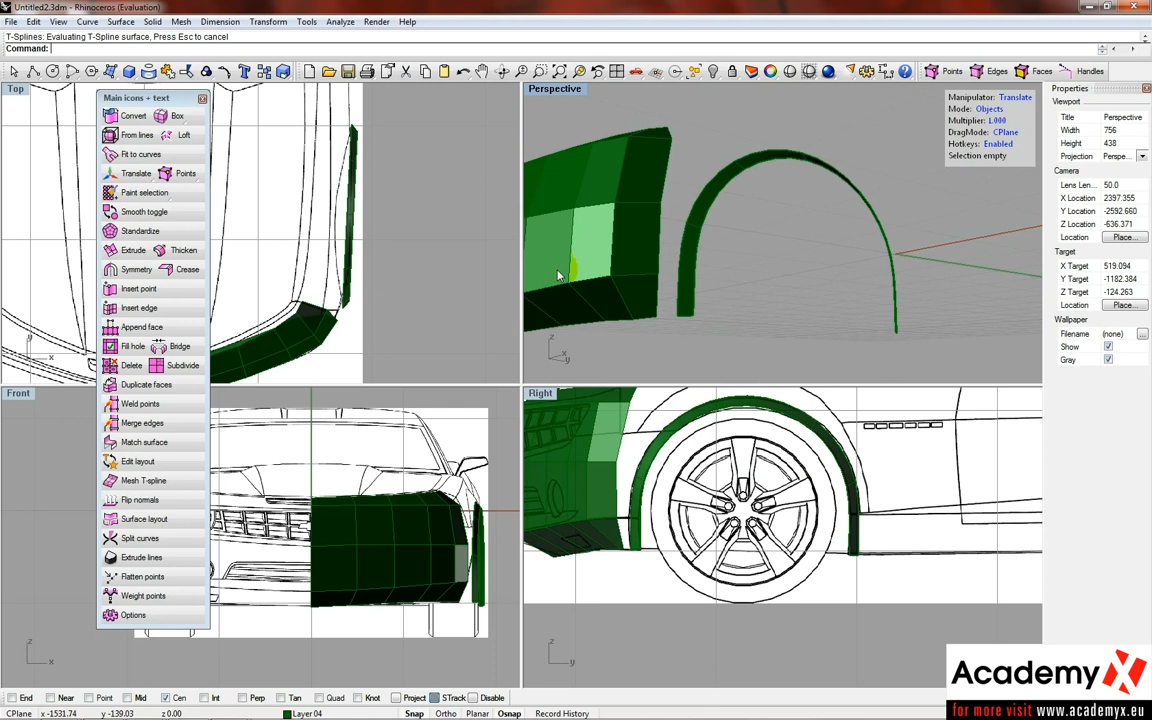 Untitled2.3dm - Rhinoceros (Evaluation)
File Edit View Curve Surface Solid Mesh Dimension Transform Tools Analyze Render Help
T-Splines: Evaluating T-Spline surface, Press Esc to cancel
Command:
Points Edges Faces Handles
Top
Main icons + text
Convert Box
From lines Loft
Fit to curves
Translate Points
Paint selection
Smooth toggle
Standardize
Extrude Thicken
Symmetry Crease
Insert point
Insert edge
Append face
Fill hole Bridge
Delete Subdivide
Duplicate faces
Weld points
Merge edges
Match surface
Edit layout
Mesh T-spline
Flip normals
Surface layout
Split curves
Extrude lines
Flatten points
Weight points
Options
y
x
Perspective
Manipulator: Translate
Mode: Objects
Multiplier: 1.000
DragMode: CPlane
Hotkeys: Enabled
Selection empty
z
x
y
Front
z
x
Right
z
y
Properties
Viewport
Title Perspective
Width 756
Height 438
Projection Perspe...
Camera
Lens Len... 50.0
X Location 2397.355
Y Location -2592.660
Z Location -636.371
Location Place...
Target
X Target 519.094
Y Target -1182.384
Z Target -124.263
Location Place...
Wallpaper
Filename (none) ...
Show
Gray
End Near Point Mid Cen Int Perp Tan Quad Knot Project STrack Disable
CPlane x -1531.74 y -139.03 z 0.00 Layer 04 Snap Ortho Planar Osnap Record History
AcademyX
for more visit www.academyx.eu